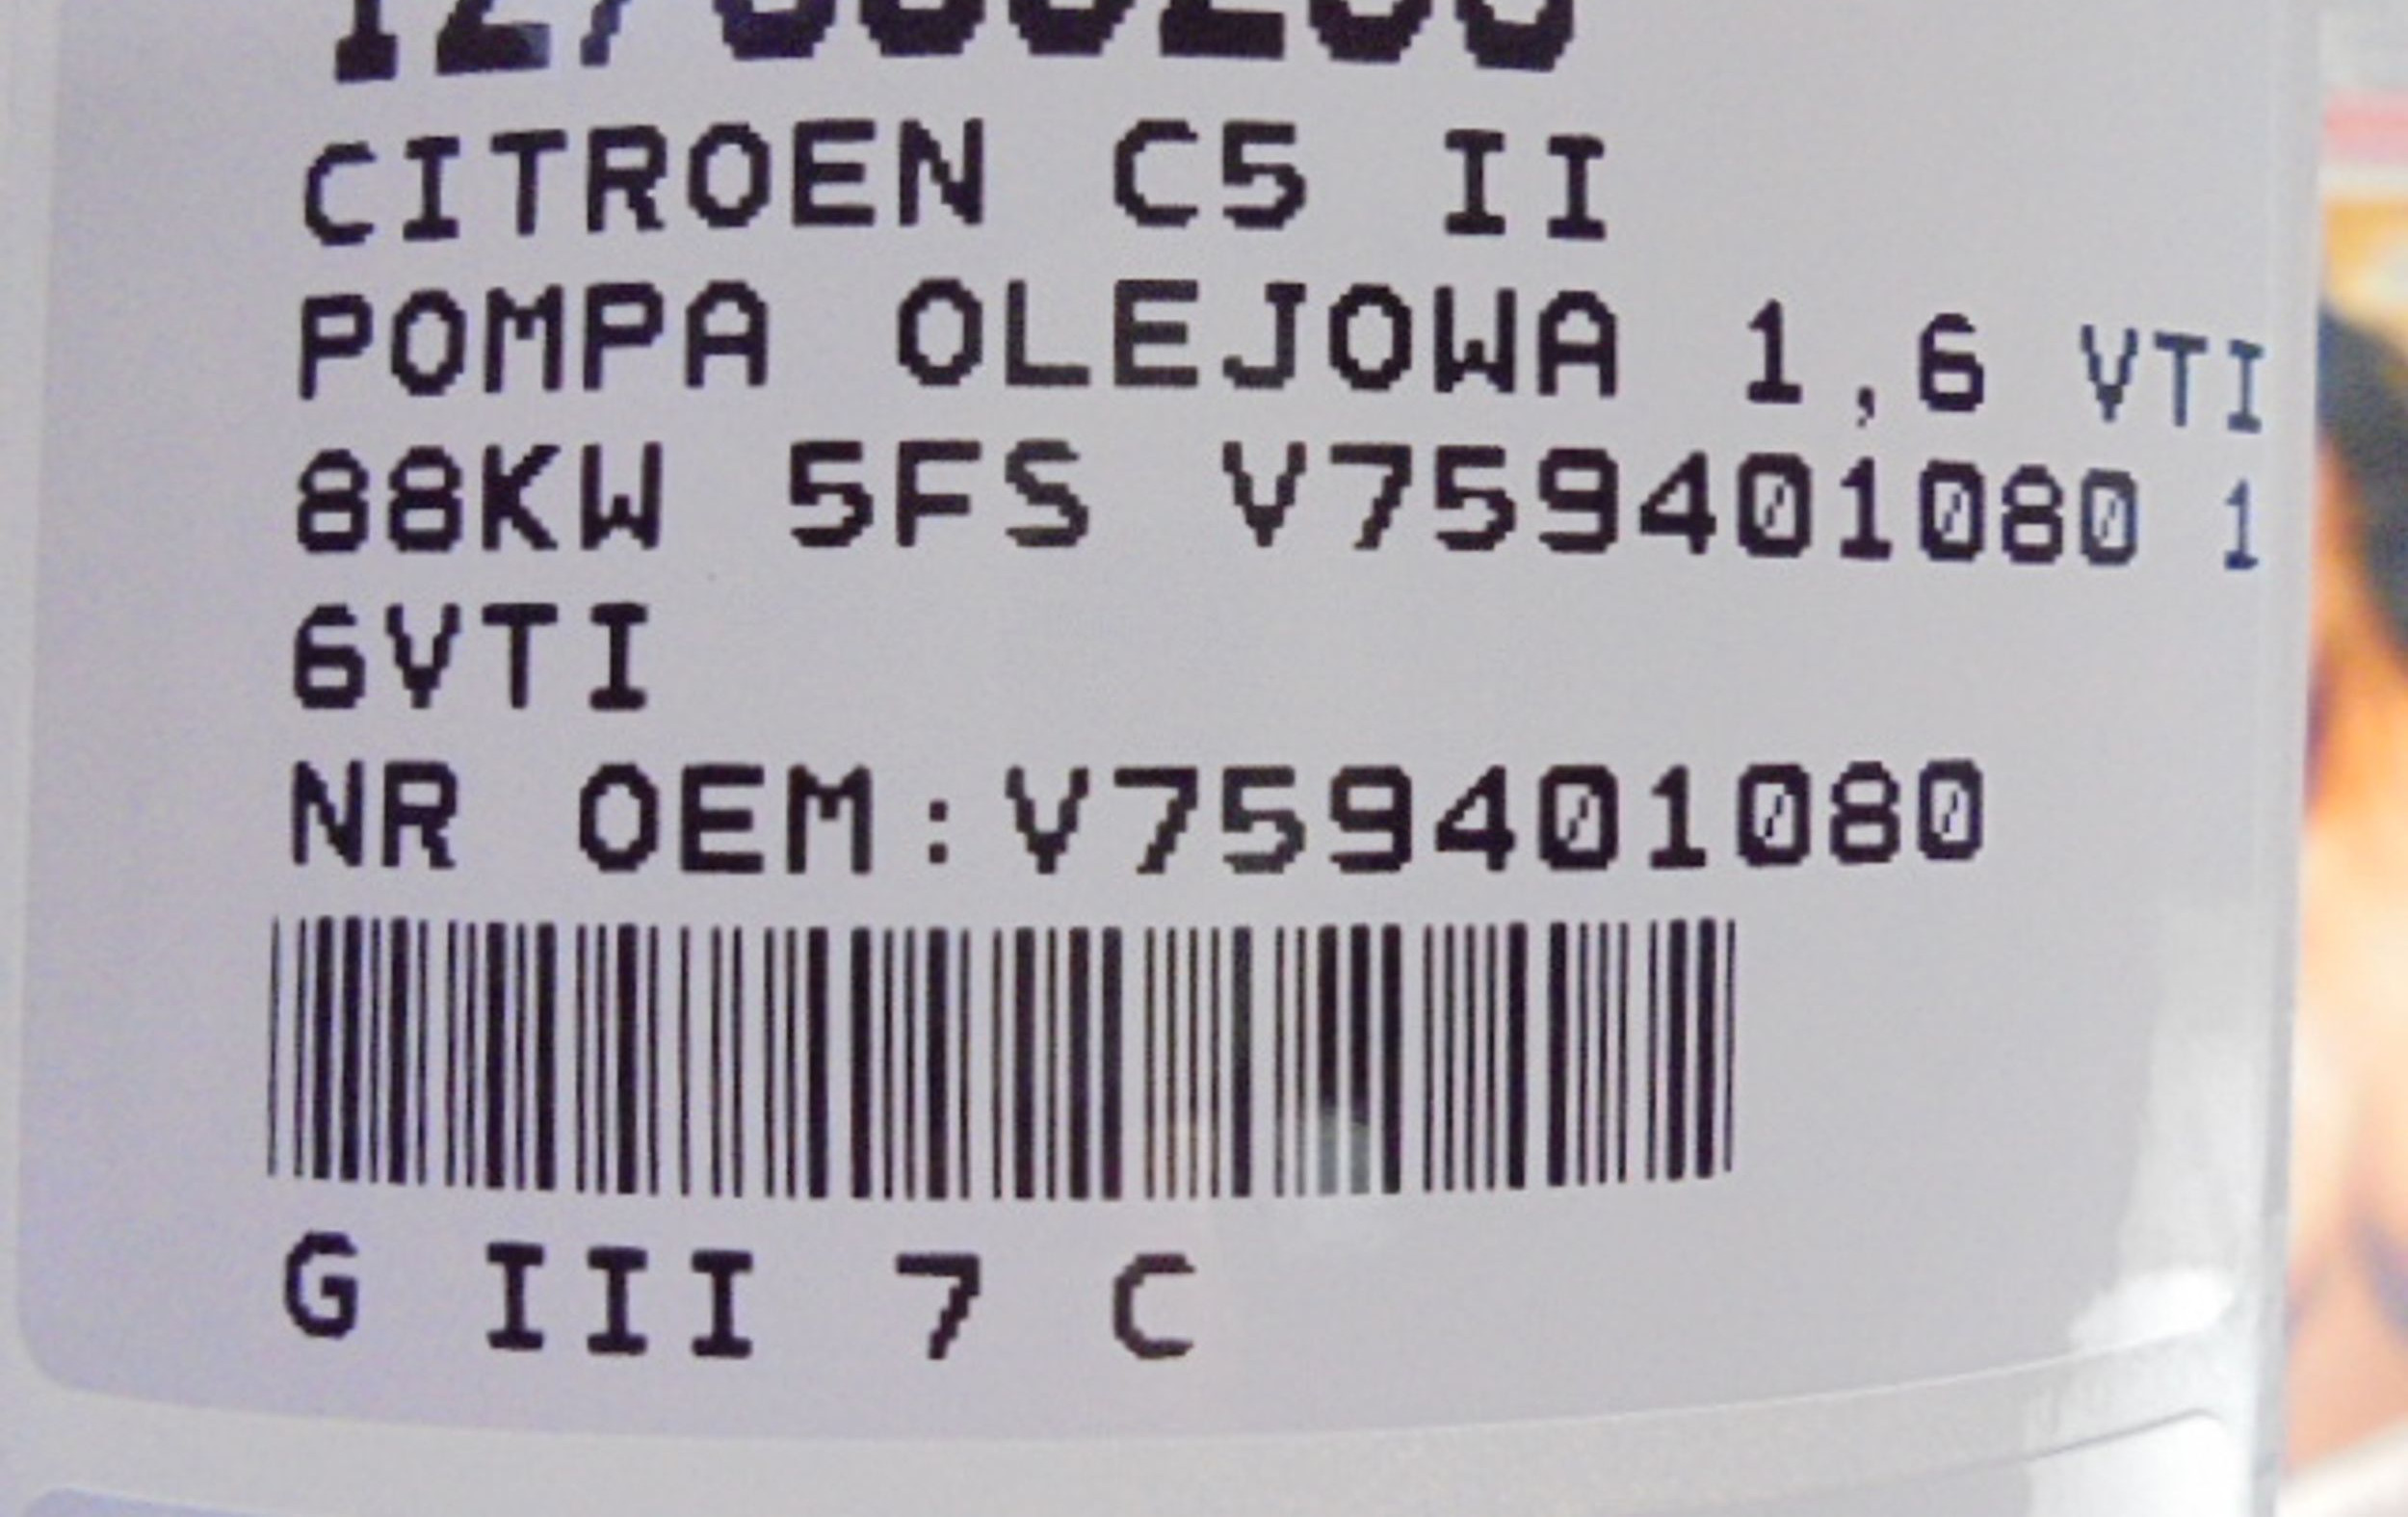 CITROEN C5 II
POMPA OLEJOWA 1,6 VTI
88KW 5FS V759401080 1
6VTI
NR OEM:V759401080
G III 7 C